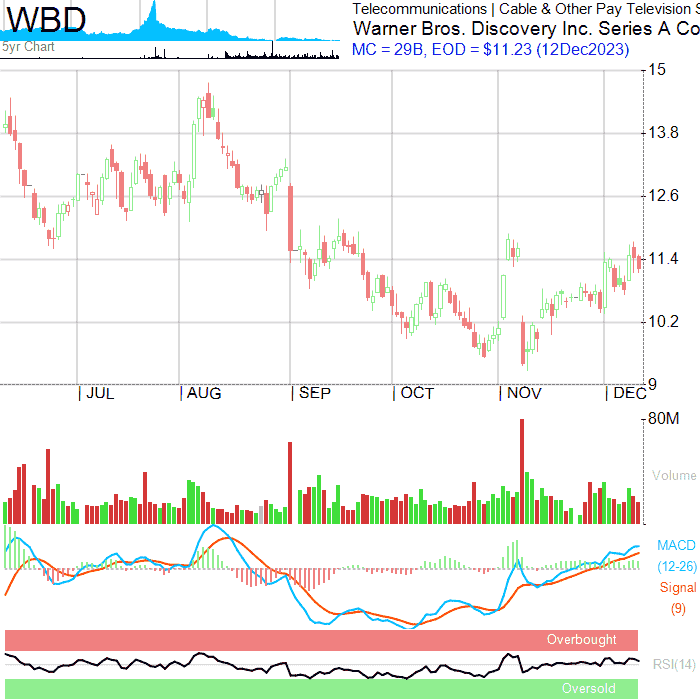 WBD
5yr Chart
Telecommunications | Cable & Other Pay Television S
Warner Bros. Discovery Inc. Series A Co
MC = 29B, EOD = $11.23 (12Dec2023)
15
13.8
12.6
11.4
10.2
9
| JUL | AUG | SEP | OCT | NOV | DEC
80M
Volume
MACD
(12-26)
Signal
(9)
Overbought
RSI(14)
Oversold